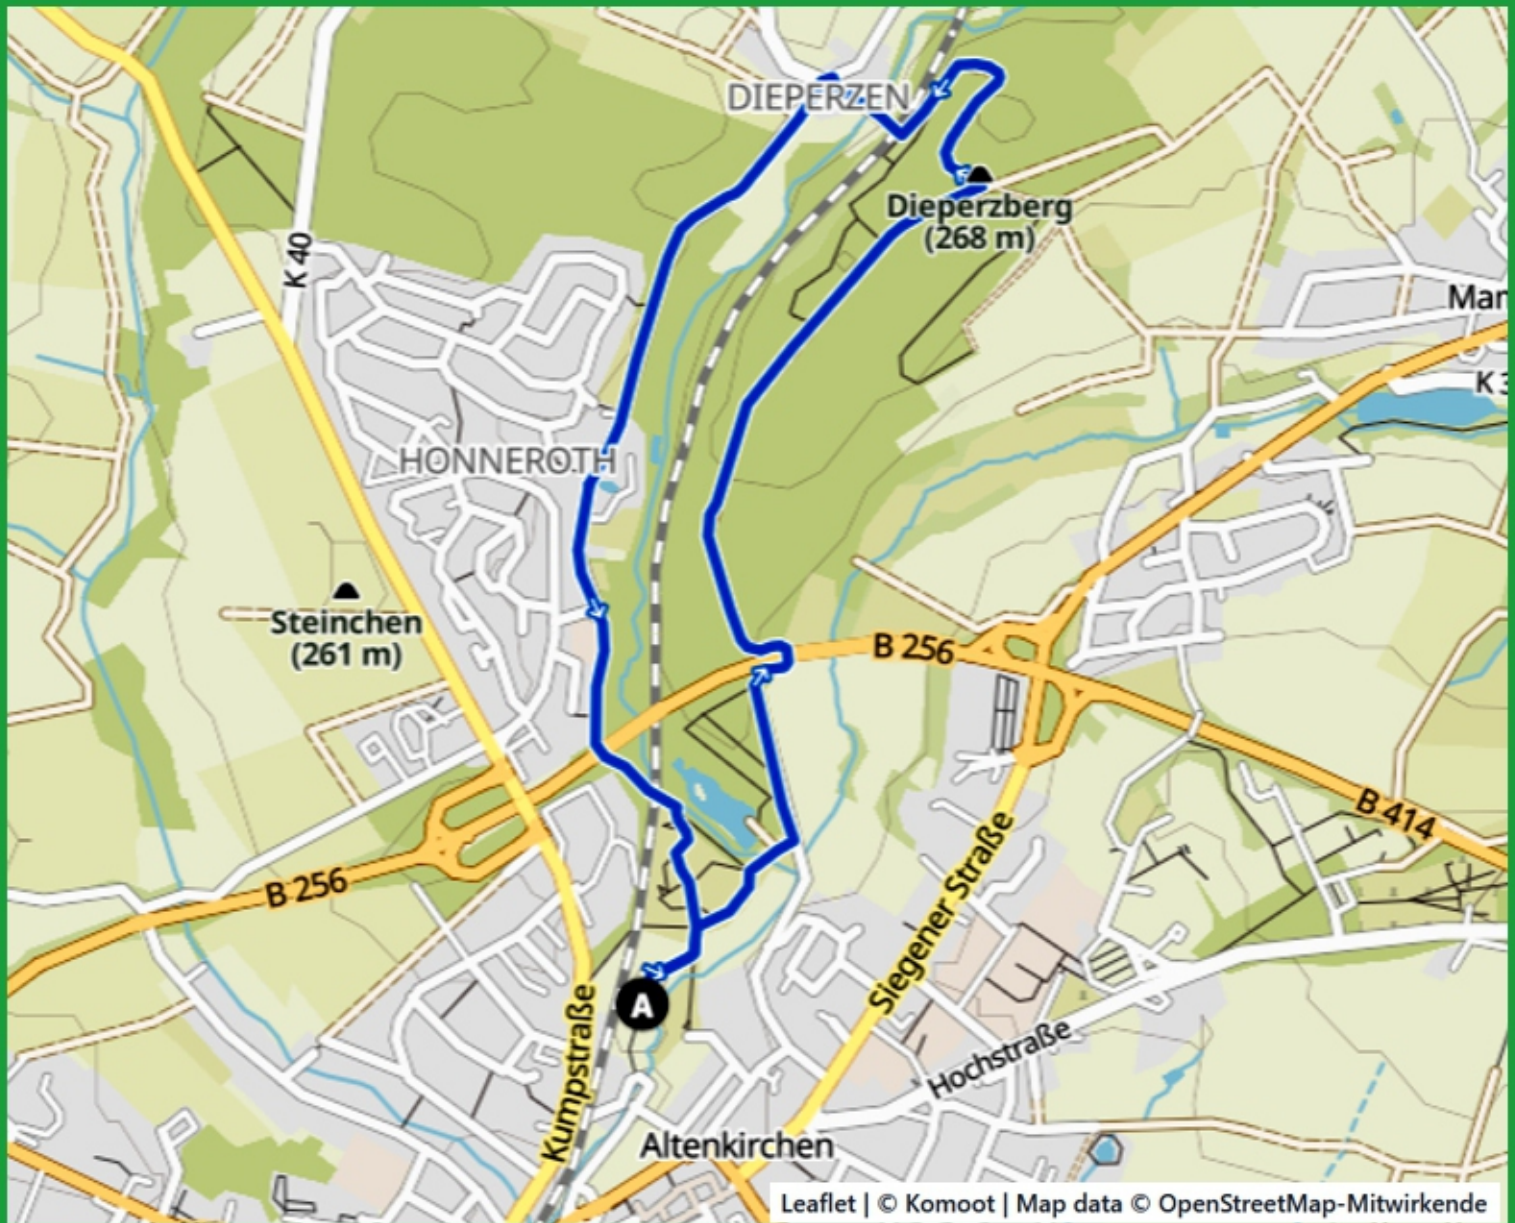 DIEPERZEN
Dieperzberg
(268 m)
K 40
Mar
K 3
HONNEROTH
Steinchen
(261 m)
B 256
B 414
B 256
Siegener Straße
A
Kumpstraße
Hochstraße
Altenkirchen
Leaflet | © Komoot | Map data © OpenStreetMap-Mitwirkende